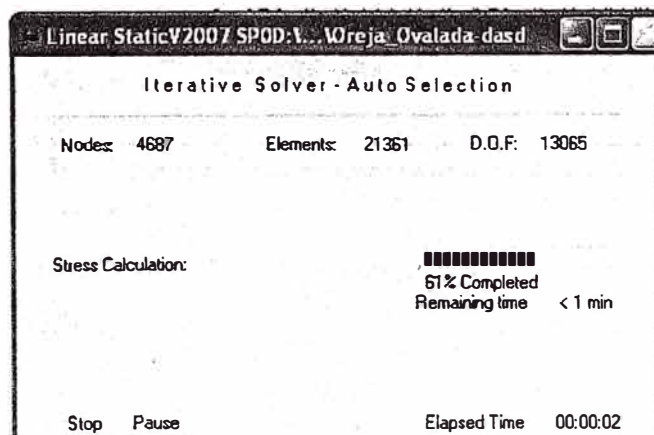 Linear StaticV2007 SP0D:\...\Oreja_Ovalada-dasd
Iterative Solver - Auto Selection
Nodes: 4687 Elements: 21361 D.O.F: 13065
Stress Calculation:
61% Completed
Remaining time < 1 min
Stop Pause Elapsed Time 00:00:02